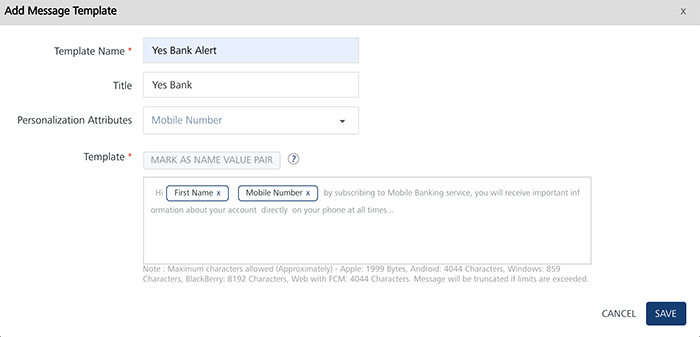 Add Message Template x
Template Name * Yes Bank Alert
Title Yes Bank
Personalization Attributes Mobile Number
Template * MARK AS NAME VALUE PAIR ?
Hi First Name x Mobile Number x by subscribing to Mobile Banking service, you will receive important inf
ormation about your account directly on your phone at all times...
Note : Maximum characters allowed (Approximately) - Apple: 1999 Bytes, Android: 4044 Characters, Windows: 859
Characters, BlackBerry: 8192 Characters, Web with FCM: 4044 Characters. Message will be truncated if limits are exceeded.
CANCEL SAVE